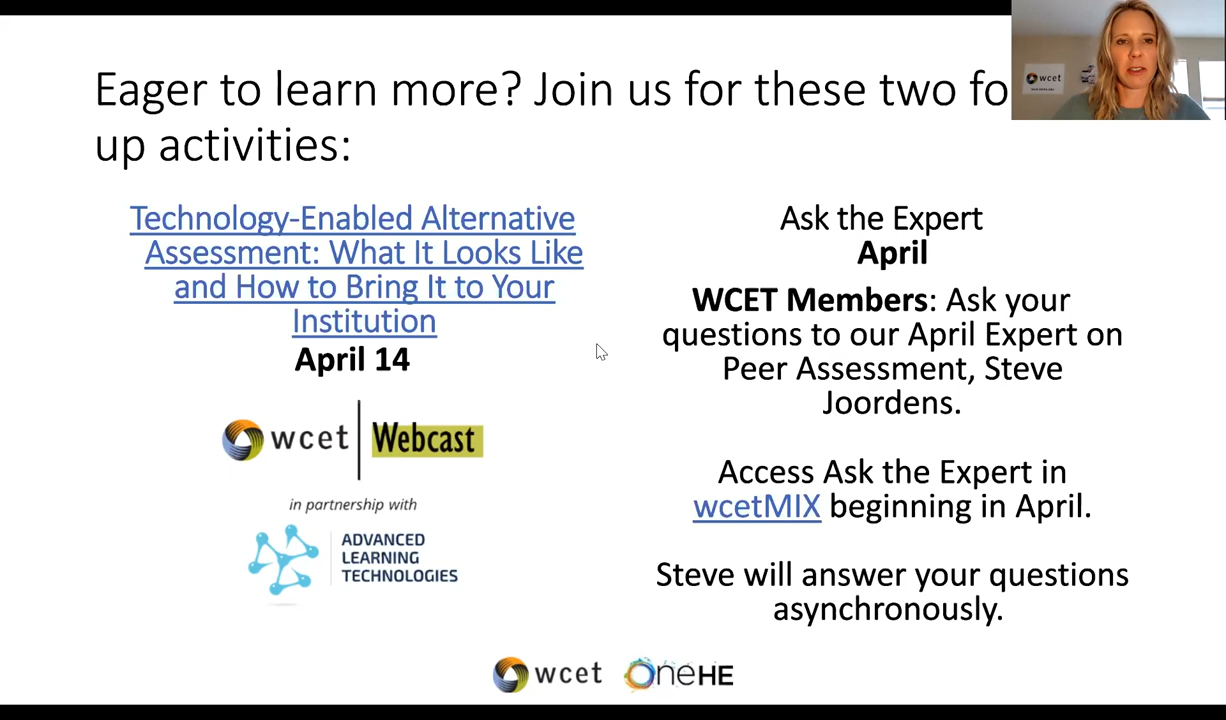 Eager to learn more? Join us for these two fo
up activities:
Technology-Enabled Alternative
Assessment: What It Looks Like
and How to Bring It to Your
Institution
April 14
wcet Webcast
in partnership with
ADVANCED
LEARNING
TECHNOLOGIES
Ask the Expert
April
WCET Members: Ask your
questions to our April Expert on
Peer Assessment, Steve
Joordens.
Access Ask the Expert in
wcetMIX beginning in April.
Steve will answer your questions
asynchronously.
wcet OneHE
wcet